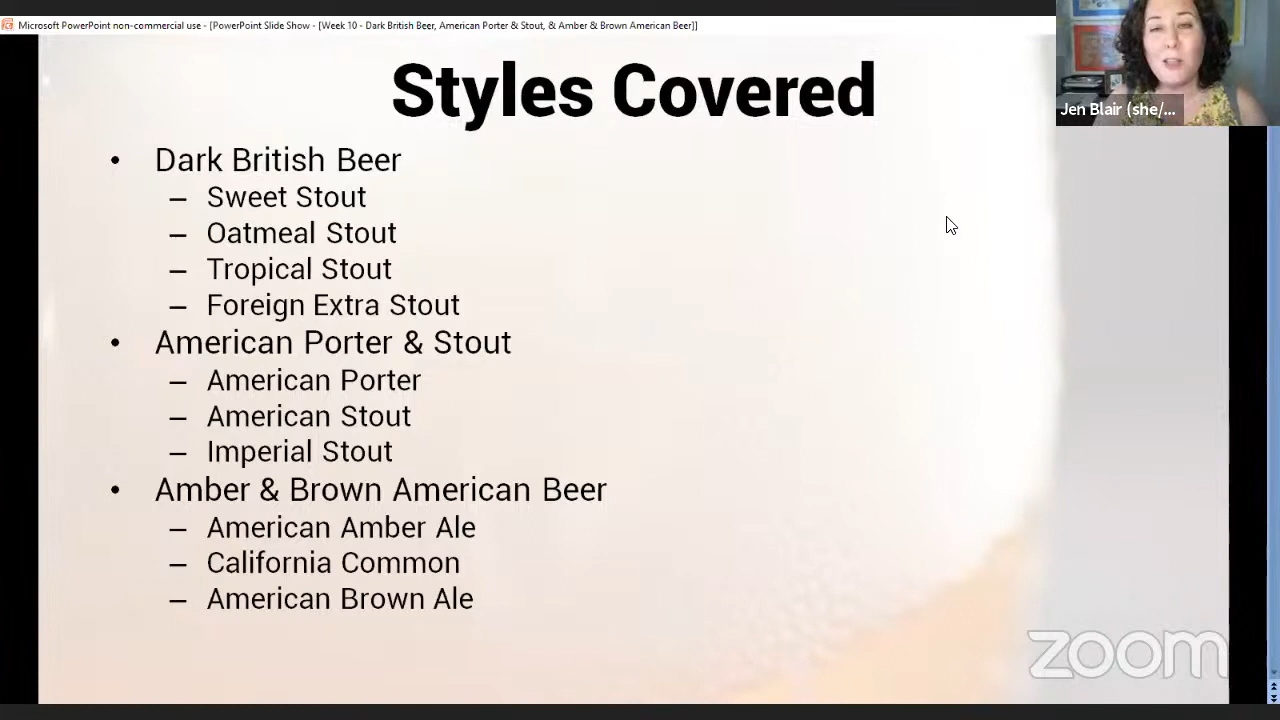 Microsoft PowerPoint non-commercial use - [PowerPoint Slide Show - [Week 10 - Dark British Beer, American Porter & Stout, & Amber & Brown American Beer]]
Styles Covered
Jen Blair (she/...
• Dark British Beer
– Sweet Stout
– Oatmeal Stout
– Tropical Stout
– Foreign Extra Stout
• American Porter & Stout
– American Porter
– American Stout
– Imperial Stout
• Amber & Brown American Beer
– American Amber Ale
– California Common
– American Brown Ale
zoom